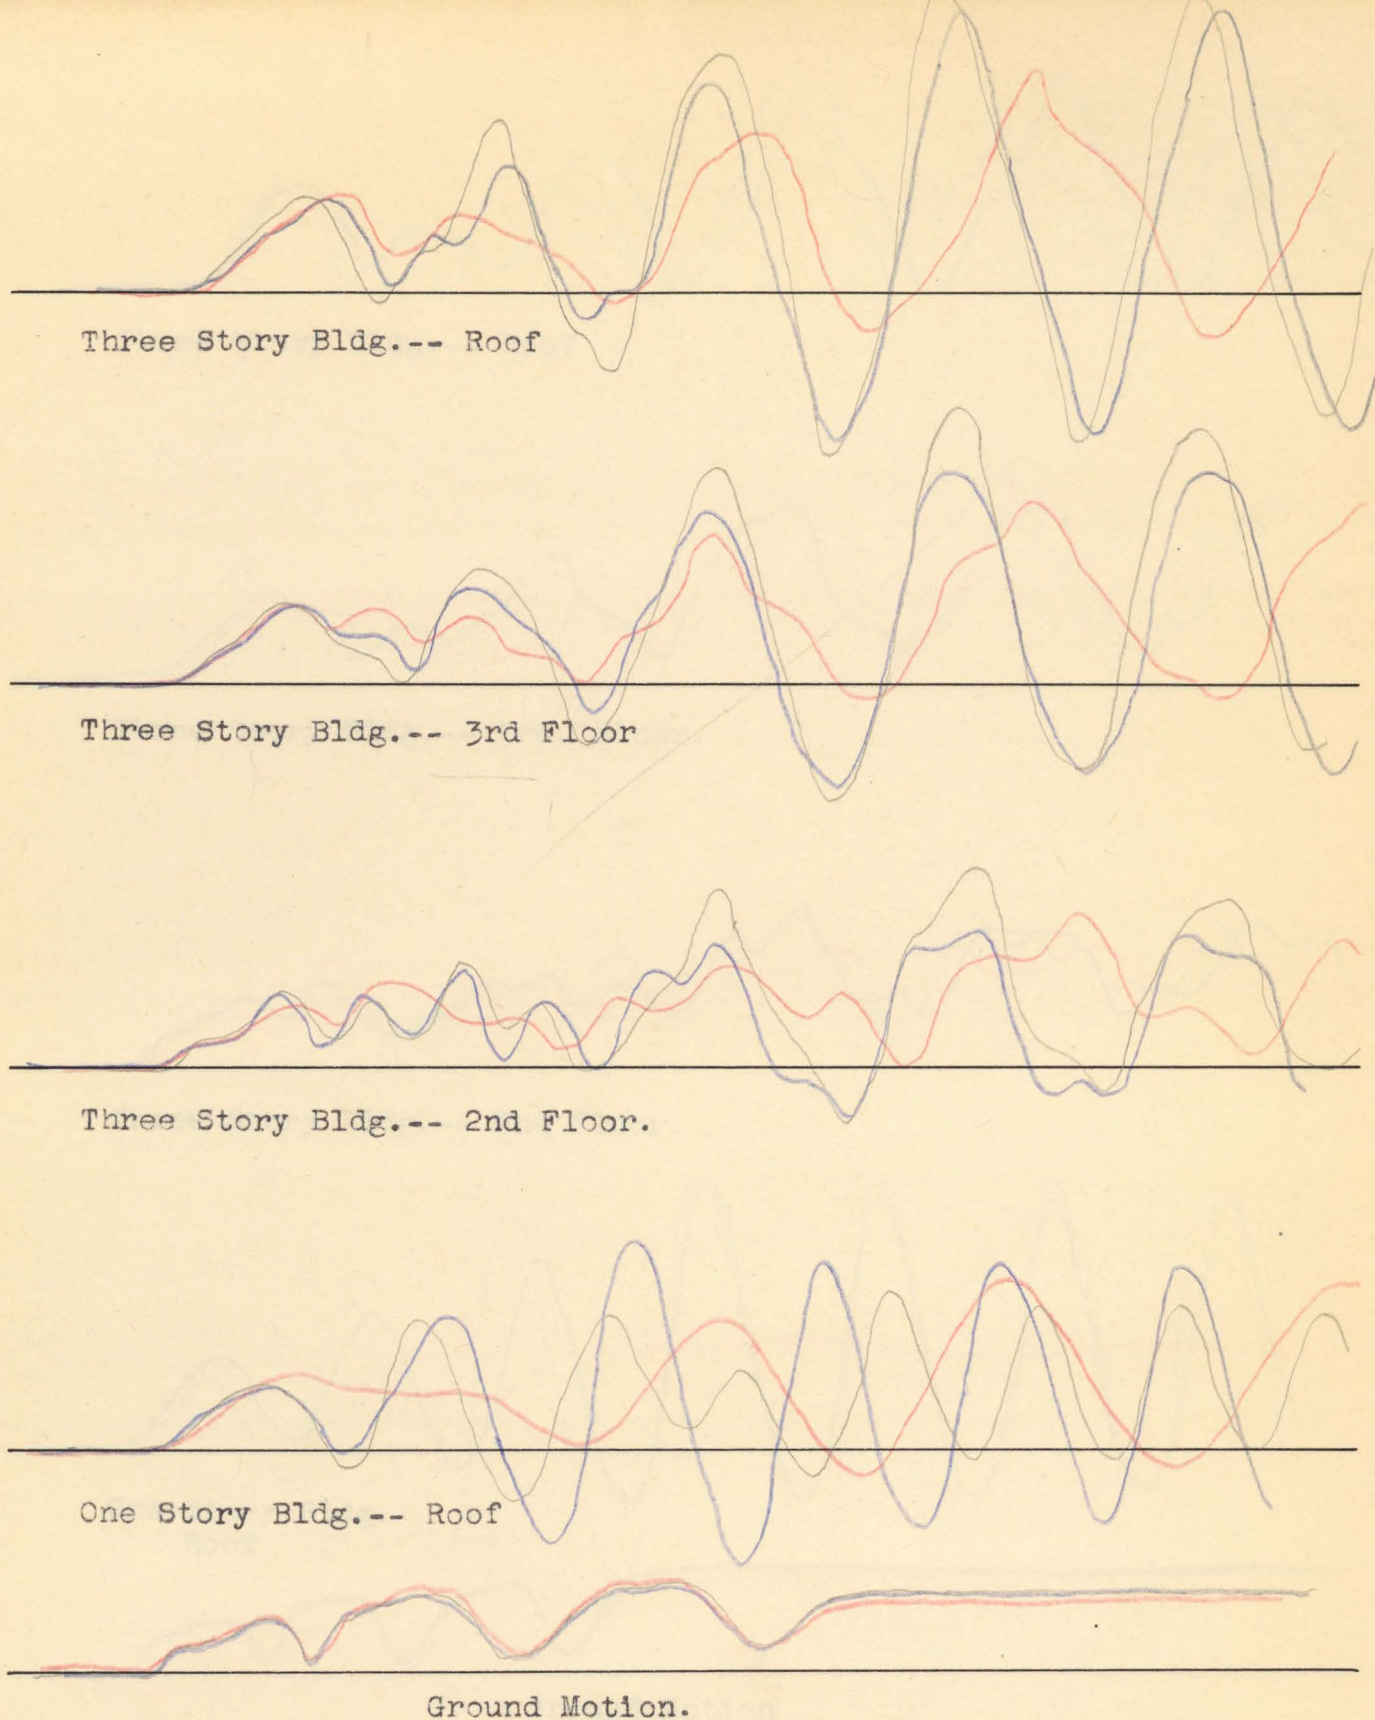 Three Story Bldg.-- Roof
Three Story Bldg.-- 3rd Floor
Three Story Bldg.-- 2nd Floor.
One Story Bldg.-- Roof
Ground Motion.